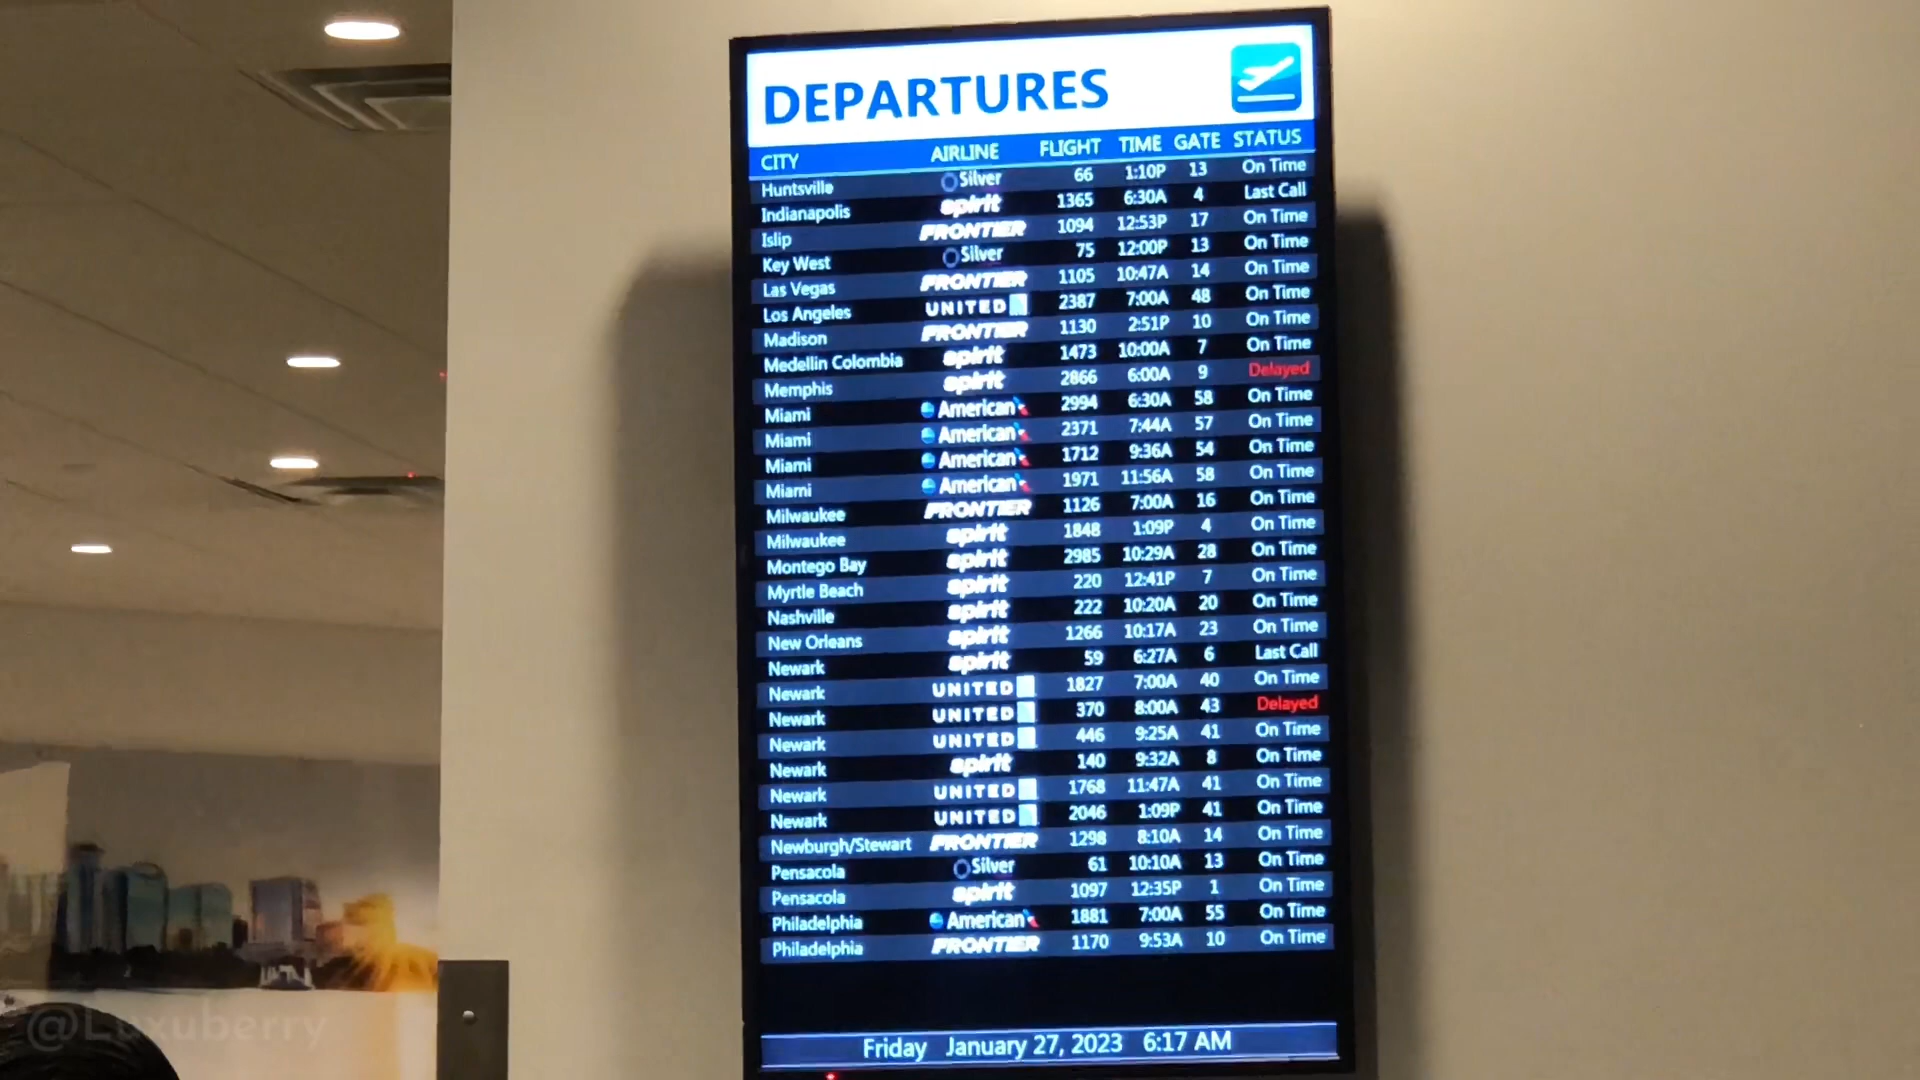 DEPARTURES
CITY AIRLINE FLIGHT TIME GATE STATUS
Huntsville Silver 66 1:10P 13 On Time
Indianapolis spirit 1365 6:30A 4 Last Call
Islip FRONTIER 1094 12:53P 17 On Time
Key West Silver 75 12:00P 13 On Time
Las Vegas FRONTIER 1105 10:47A 14 On Time
Los Angeles UNITED 2387 7:00A 48 On Time
Madison FRONTIER 1130 2:51P 10 On Time
Medellin Colombia spirit 1473 10:00A 7 On Time
Memphis spirit 2866 6:00A 9 Delayed
Miami American 2994 6:30A 58 On Time
Miami American 2371 7:44A 57 On Time
Miami American 1712 9:36A 54 On Time
Miami American 1971 11:56A 58 On Time
Milwaukee FRONTIER 1126 7:00A 16 On Time
Milwaukee spirit 1848 1:09P 4 On Time
Montego Bay spirit 2985 10:29A 28 On Time
Myrtle Beach spirit 220 12:41P 7 On Time
Nashville spirit 222 10:20A 20 On Time
New Orleans spirit 1266 10:17A 23 On Time
Newark spirit 59 6:27A 6 Last Call
Newark UNITED 1827 7:00A 40 On Time
Newark UNITED 370 8:00A 43 Delayed
Newark UNITED 446 9:25A 41 On Time
Newark spirit 140 9:32A 8 On Time
Newark UNITED 1768 11:47A 41 On Time
Newark UNITED 2046 1:09P 41 On Time
Newburgh/Stewart FRONTIER 1298 8:10A 14 On Time
Pensacola Silver 61 10:10A 13 On Time
Pensacola spirit 1097 12:35P 1 On Time
Philadelphia American 1881 7:00A 55 On Time
Philadelphia FRONTIER 1170 9:53A 10 On Time
Friday January 27, 2023 6:17 AM
@Luxuberry